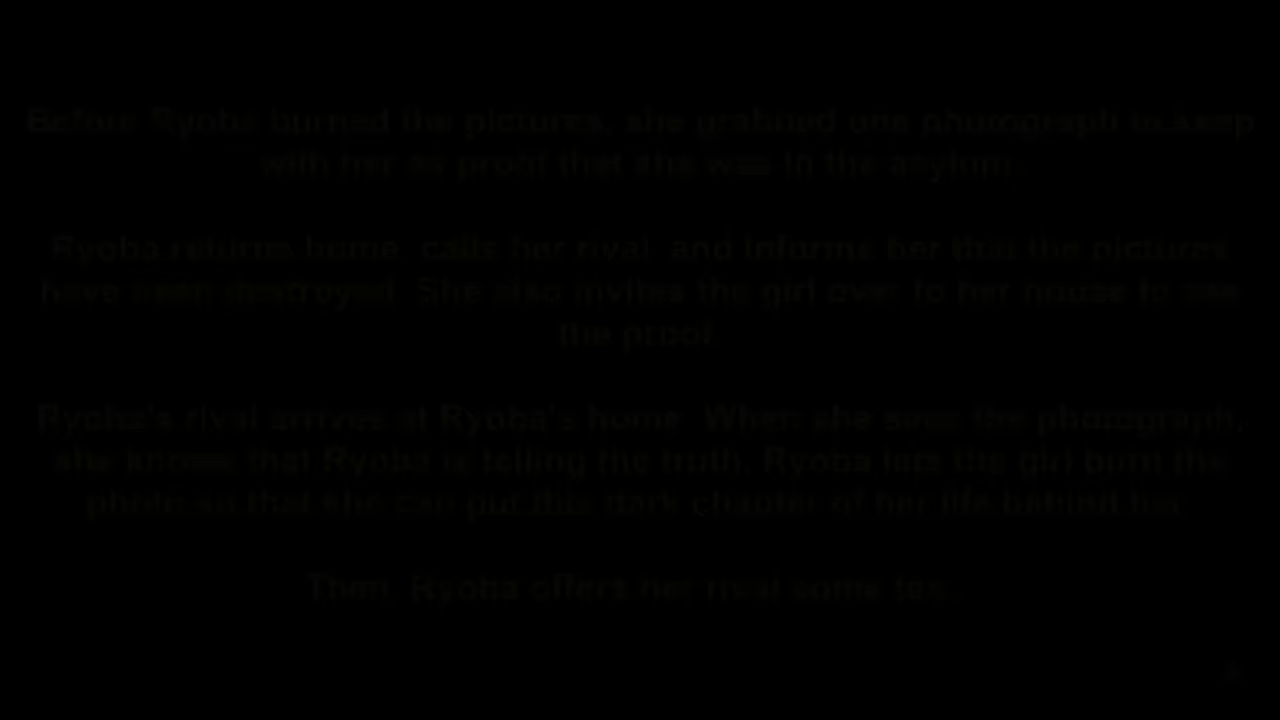 Before Ryoba burned the pictures, she grabbed one photograph to keep
with her as proof that she was in the asylum.
Ryoba returns home, calls her rival, and informs her that the pictures
have been destroyed. She also invites the girl over to her house to see
the proof.
Ryoba's rival arrives at Ryoba's home. When she sees the photograph,
she knows that Ryoba is telling the truth. Ryoba lets the girl burn the
photo so that she can put this dark chapter of her life behind her.
Then, Ryoba offers her rival some tea.